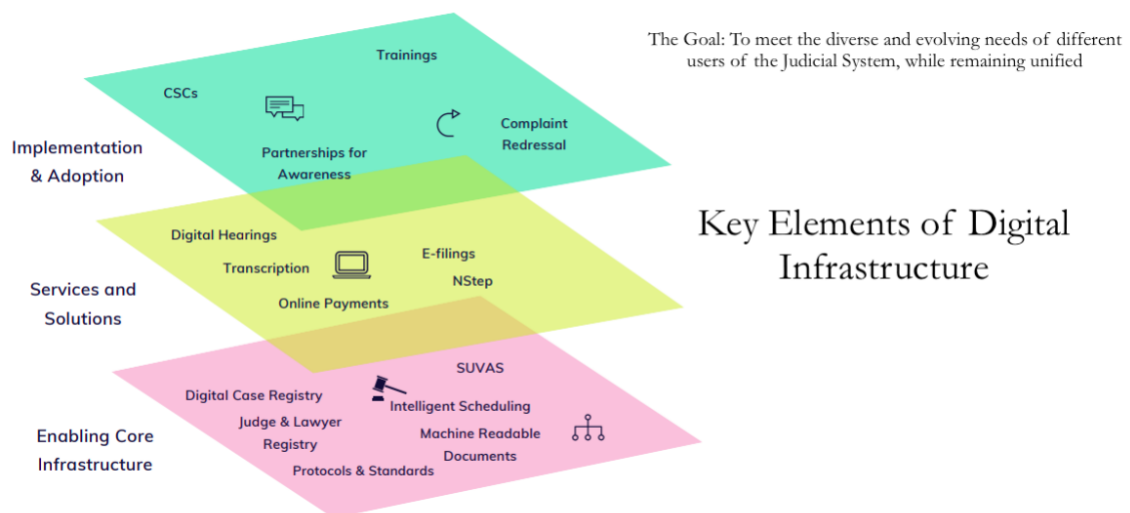 The Goal: To meet the diverse and evolving needs of different
users of the Judicial System, while remaining unified
Key Elements of Digital
Infrastructure
Implementation
& Adoption
Trainings
CSCs
Complaint
Redressal
Partnerships for
Awareness
Services and
Solutions
Digital Hearings
E-filings
Transcription
NStep
Online Payments
Enabling Core
Infrastructure
SUVAS
Digital Case Registry
Intelligent Scheduling
Judge & Lawyer
Registry
Machine Readable
Documents
Protocols & Standards